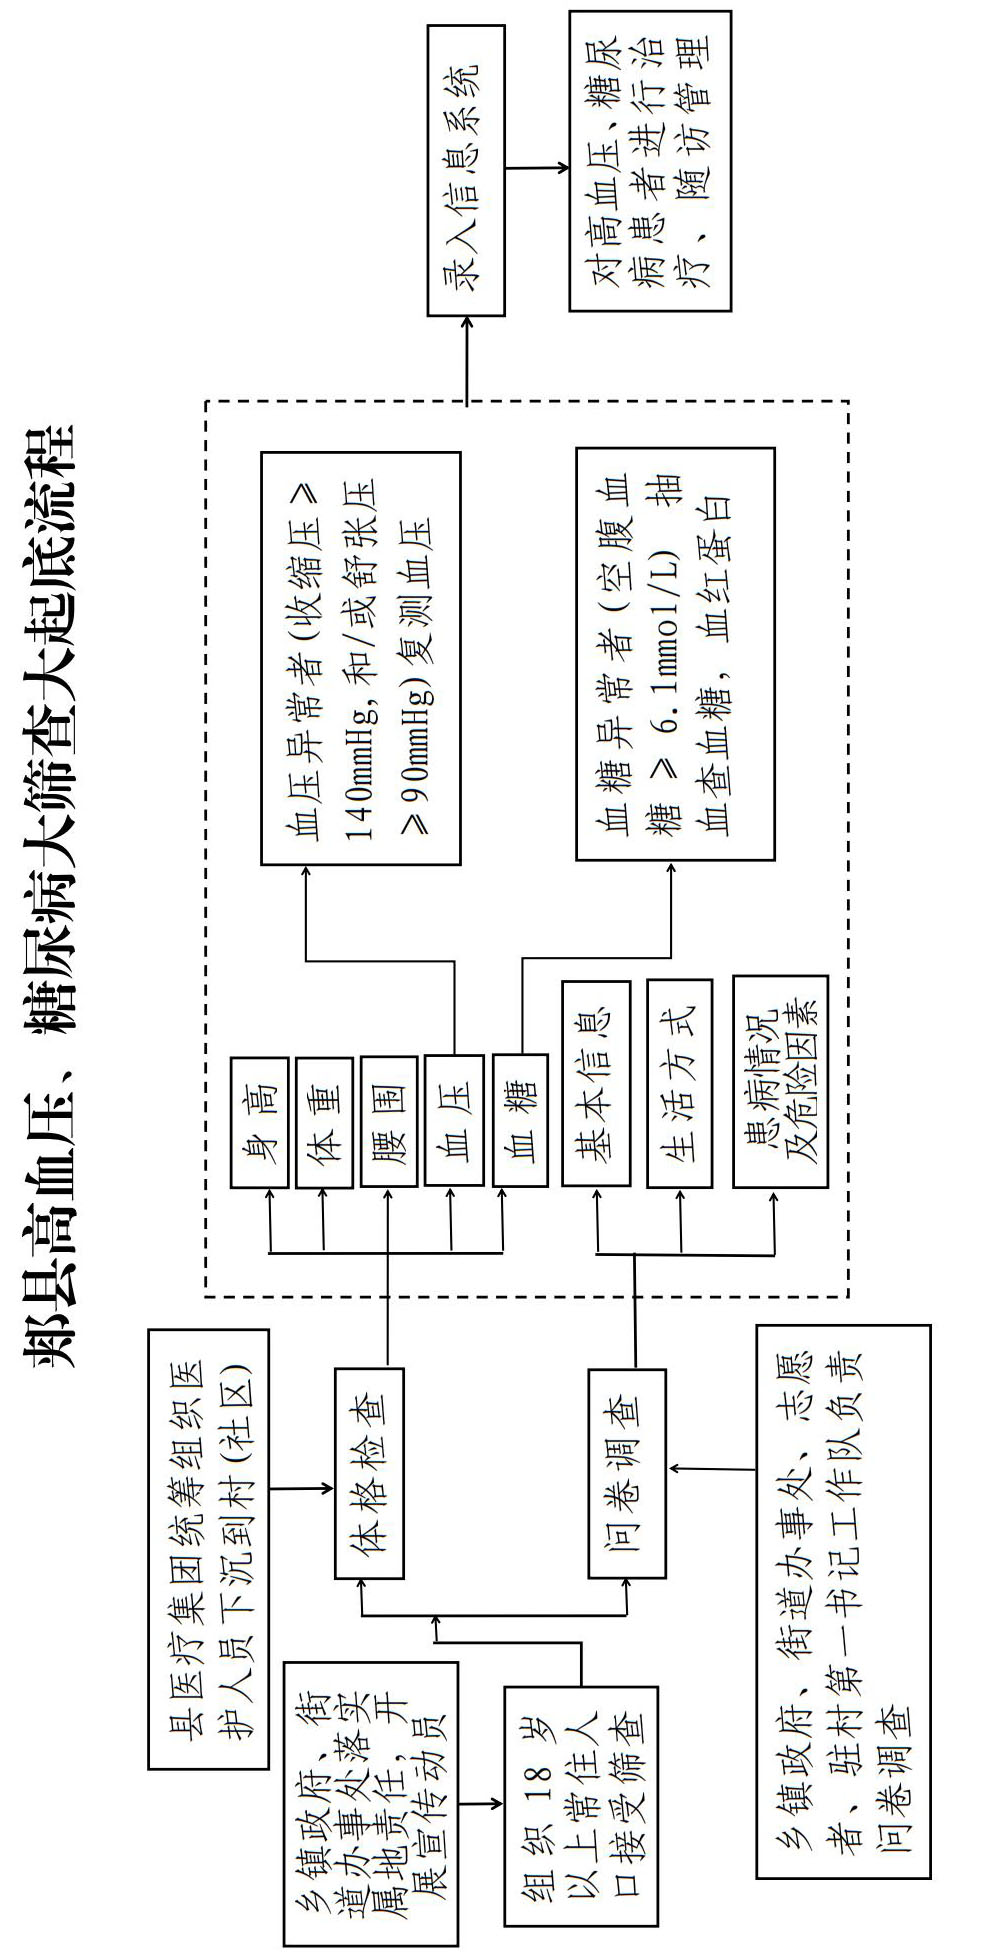 郏县高血压、糖尿病大筛查大起底流程
县医疗集团统筹组织医
护人员下沉到村(社区)
乡镇政府、街
道办事处落实
属地责任,开
展宣传动员
组织18岁
以上常住人
口接受筛查
体格检查
问卷调查
乡镇政府、街道办事处、志愿
者、驻村第一书记工作队负责
问卷调查
身高
体重
腰围
血压
血糖
基本信息
生活方式
患病情况
及危险因素
血压异常者(收缩压≥
140mmHg,和/或舒张压
≥90mmHg)复测血压
血糖异常者(空腹血
糖≥6.1mmol/L) 抽
血查血糖,血红蛋白
录入信息系统
对高血压、糖尿
病患者进行治
疗、随访管理